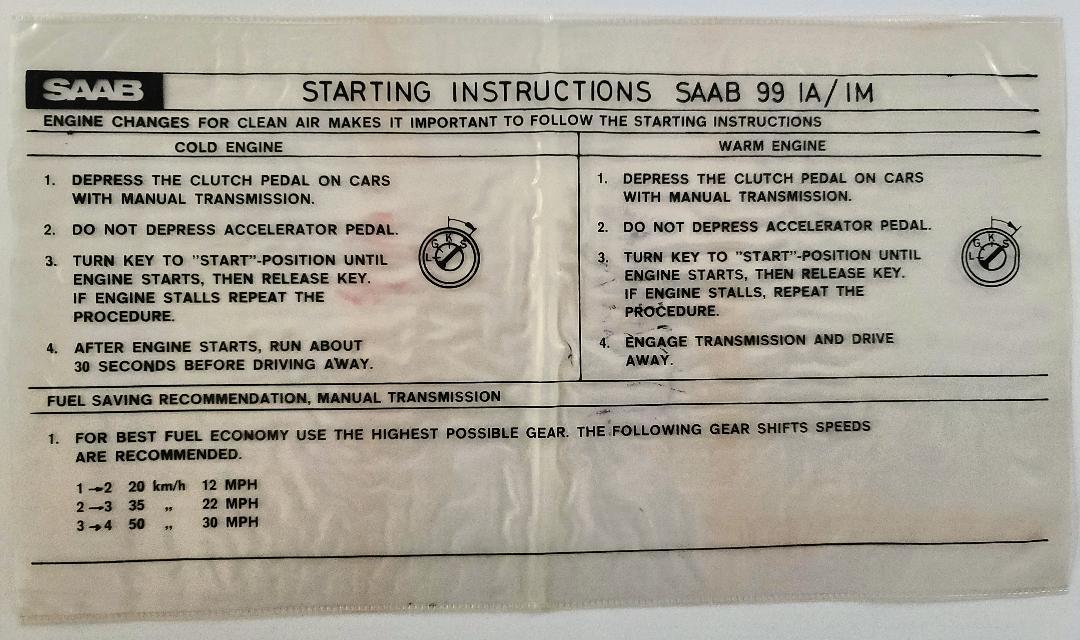 SAAB STARTING INSTRUCTIONS SAAB 99 IA/IM
ENGINE CHANGES FOR CLEAN AIR MAKES IT IMPORTANT TO FOLLOW THE STARTING INSTRUCTIONS
COLD ENGINE
1. DEPRESS THE CLUTCH PEDAL ON CARS
WITH MANUAL TRANSMISSION.
2. DO NOT DEPRESS ACCELERATOR PEDAL.
3. TURN KEY TO "START"-POSITION UNTIL
ENGINE STARTS, THEN RELEASE KEY.
IF ENGINE STALLS REPEAT THE
PROCEDURE.
4. AFTER ENGINE STARTS, RUN ABOUT
30 SECONDS BEFORE DRIVING AWAY.
L G K S
WARM ENGINE
1. DEPRESS THE CLUTCH PEDAL ON CARS
WITH MANUAL TRANSMISSION.
2. DO NOT DEPRESS ACCELERATOR PEDAL.
3. TURN KEY TO "START"-POSITION UNTIL
ENGINE STARTS, THEN RELEASE KEY.
IF ENGINE STALLS, REPEAT THE
PROCEDURE.
4. ENGAGE TRANSMISSION AND DRIVE
AWAY.
L G K S
FUEL SAVING RECOMMENDATION, MANUAL TRANSMISSION
1. FOR BEST FUEL ECONOMY USE THE HIGHEST POSSIBLE GEAR. THE FOLLOWING GEAR SHIFTS SPEEDS
ARE RECOMMENDED.
1→2 20 km/h 12 MPH
2→3 35 „ 22 MPH
3→4 50 „ 30 MPH